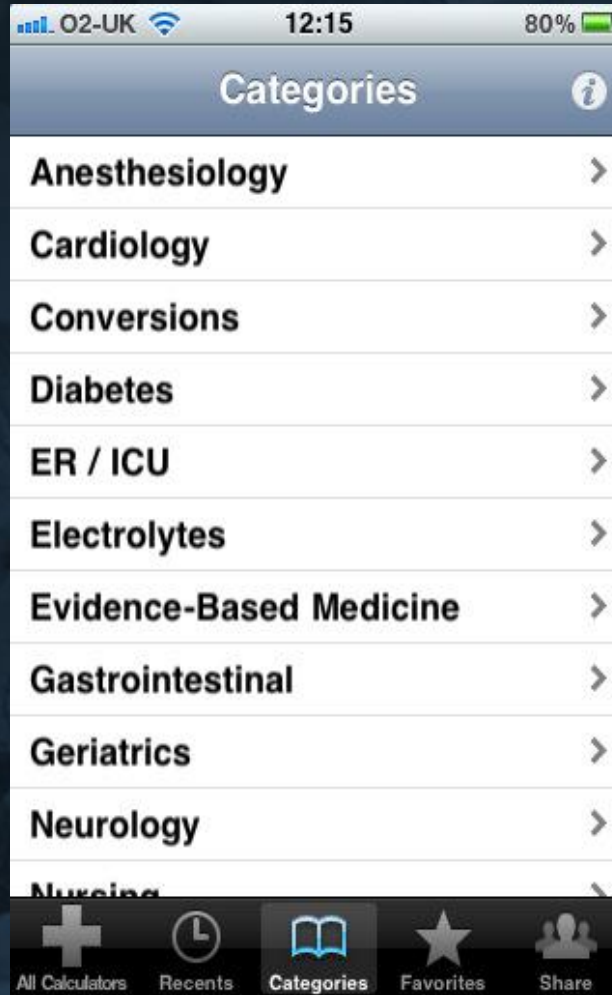 O2-UK 12:15 80%
Categories
Anesthesiology
Cardiology
Conversions
Diabetes
ER / ICU
Electrolytes
Evidence-Based Medicine
Gastrointestinal
Geriatrics
Neurology
Nursing
All Calculators Recents Categories Favorites Share